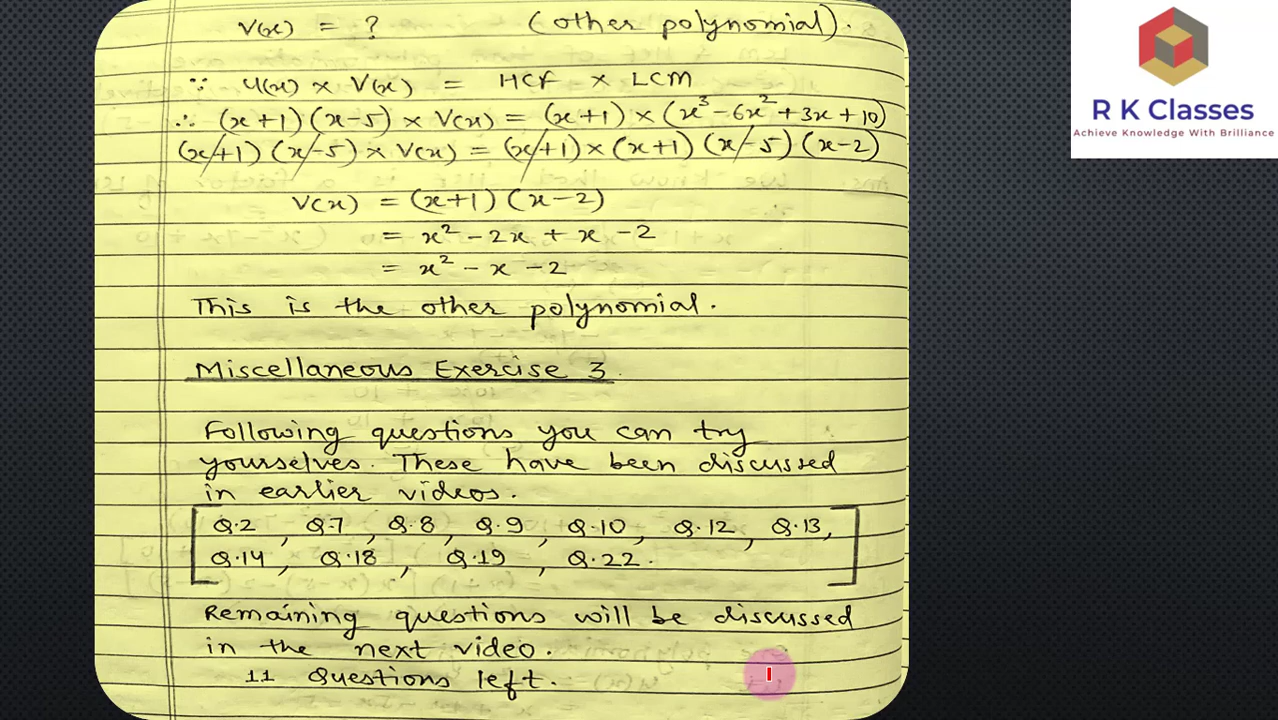 V(x) = ? (other polynomial).
∵ u(x) × V(x) = HCF × LCM
∴ (x+1)(x-5) × V(x) = (x+1) × (x³ - 6x² + 3x + 10)
(x+1)(x-5) × V(x) = (x+1) × (x+1)(x-5)(x-2)
V(x) = (x+1)(x-2)
= x² - 2x + x - 2
= x² - x - 2
This is the other polynomial.
Miscellaneous Exercise 3
Following questions you can try
yourselves. These have been discussed
in earlier videos.
[Q.2, Q.7, Q.8, Q.9, Q.10, Q.12, Q.13,
Q.14, Q.18, Q.19, Q.22.]
Remaining questions will be discussed
in the next video.
11 Questions left.
R K Classes
Achieve Knowledge With Brilliance